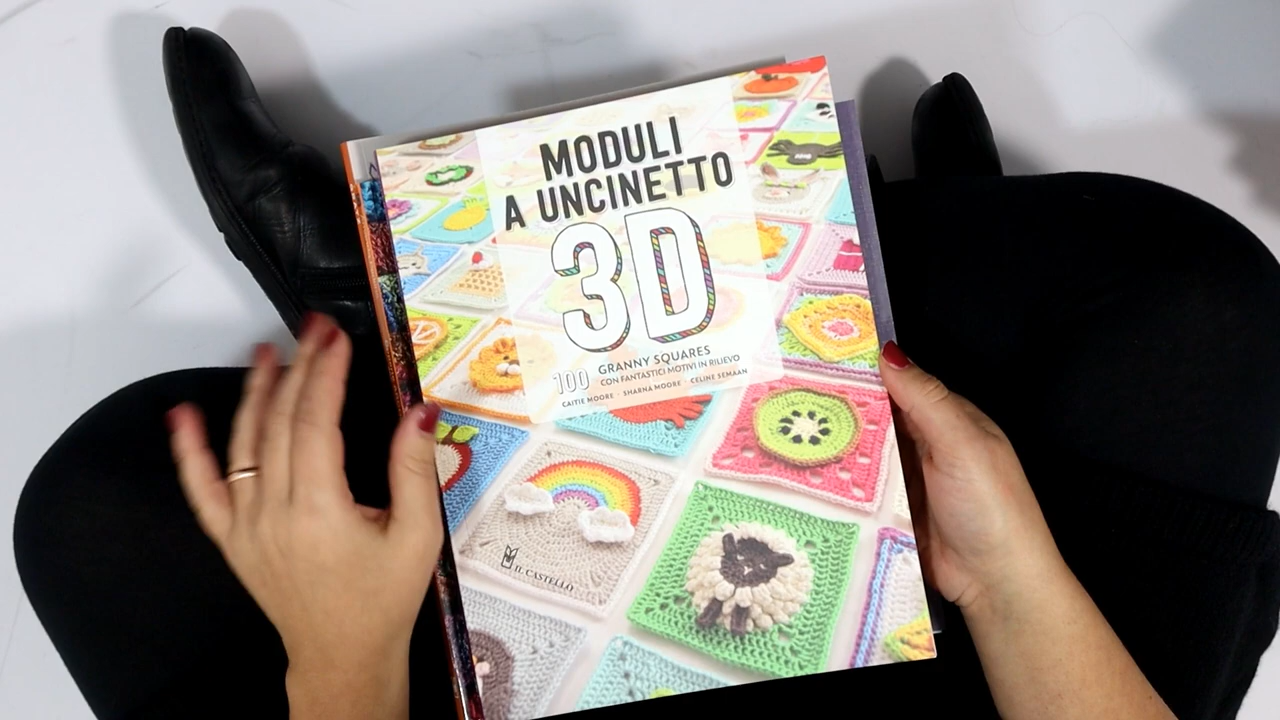 MODULI
A UNCINETTO
3D
100 GRANNY SQUARES
CON FANTASTICI MOTIVI IN RILIEVO
CAITIE MOORE · SHARNA MOORE · CELINE SEMAAN
IL CASTELLO